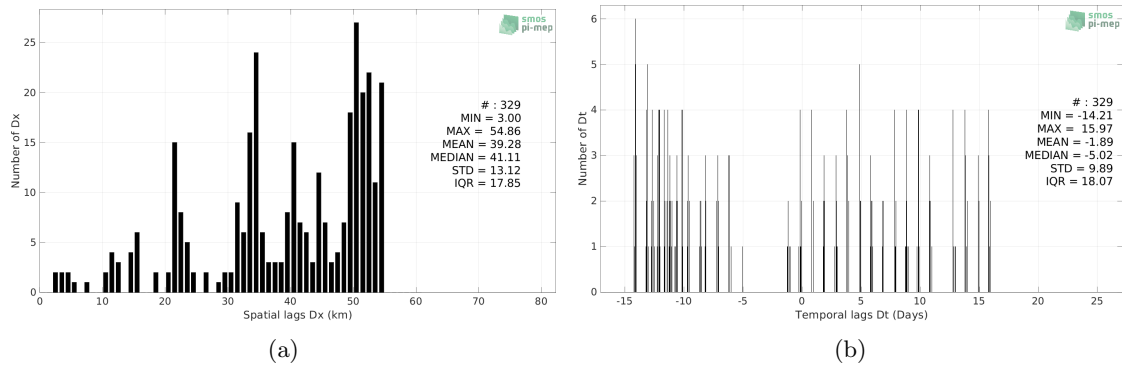 smos
pi-mep
25
20
15
10
5
0
Number of Dx
# : 329
MIN = 3.00
MAX = 54.86
MEAN = 39.28
MEDIAN = 41.11
STD = 13.12
IQR = 17.85
0 10 20 30 40 50 60 70 80
Spatial lags Dx (km)
(a)
smos
pi-mep
6
5
4
3
2
1
0
Number of Dt
# : 329
MIN = -14.21
MAX = 15.97
MEAN = -1.89
MEDIAN = -5.02
STD = 9.89
IQR = 18.07
-15 -10 -5 0 5 10 15 20 25
Temporal lags Dt (Days)
(b)